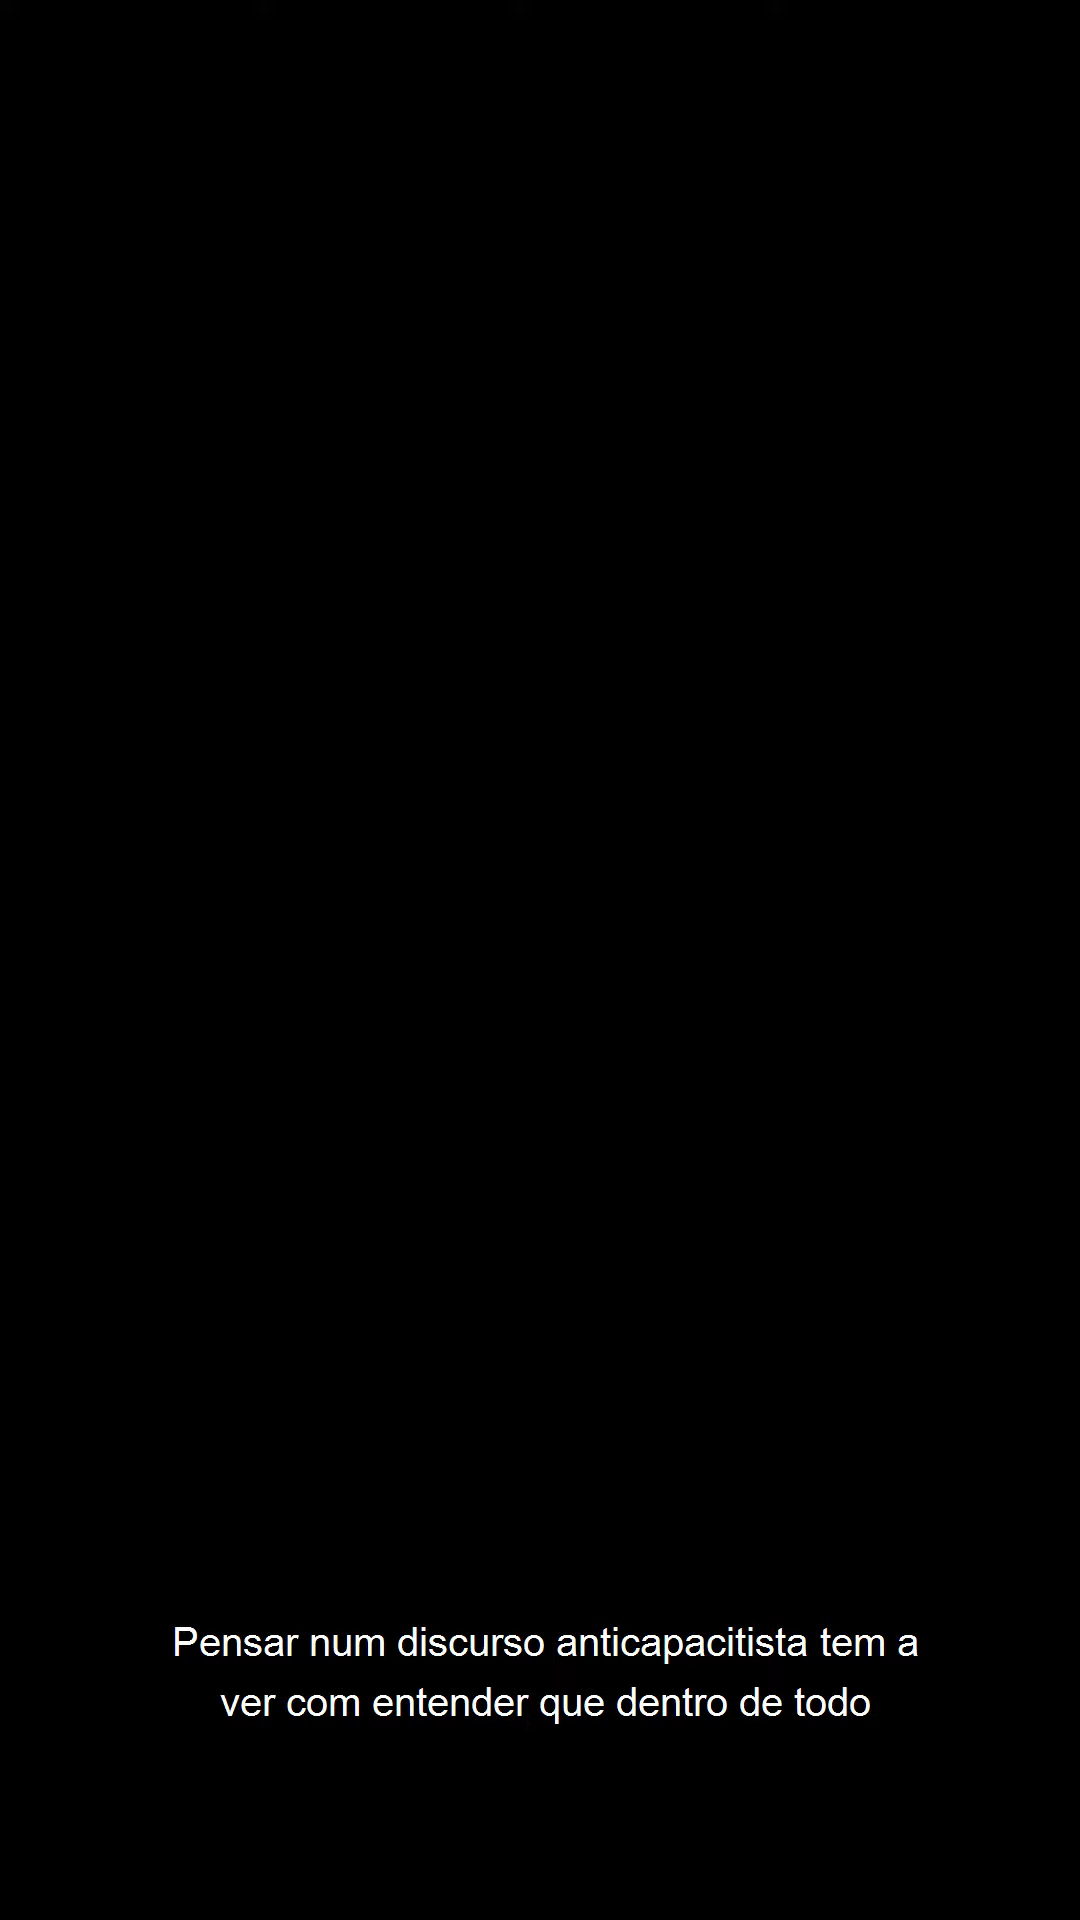 Pensar num discurso anticapacitista tem a
ver com entender que dentro de todo